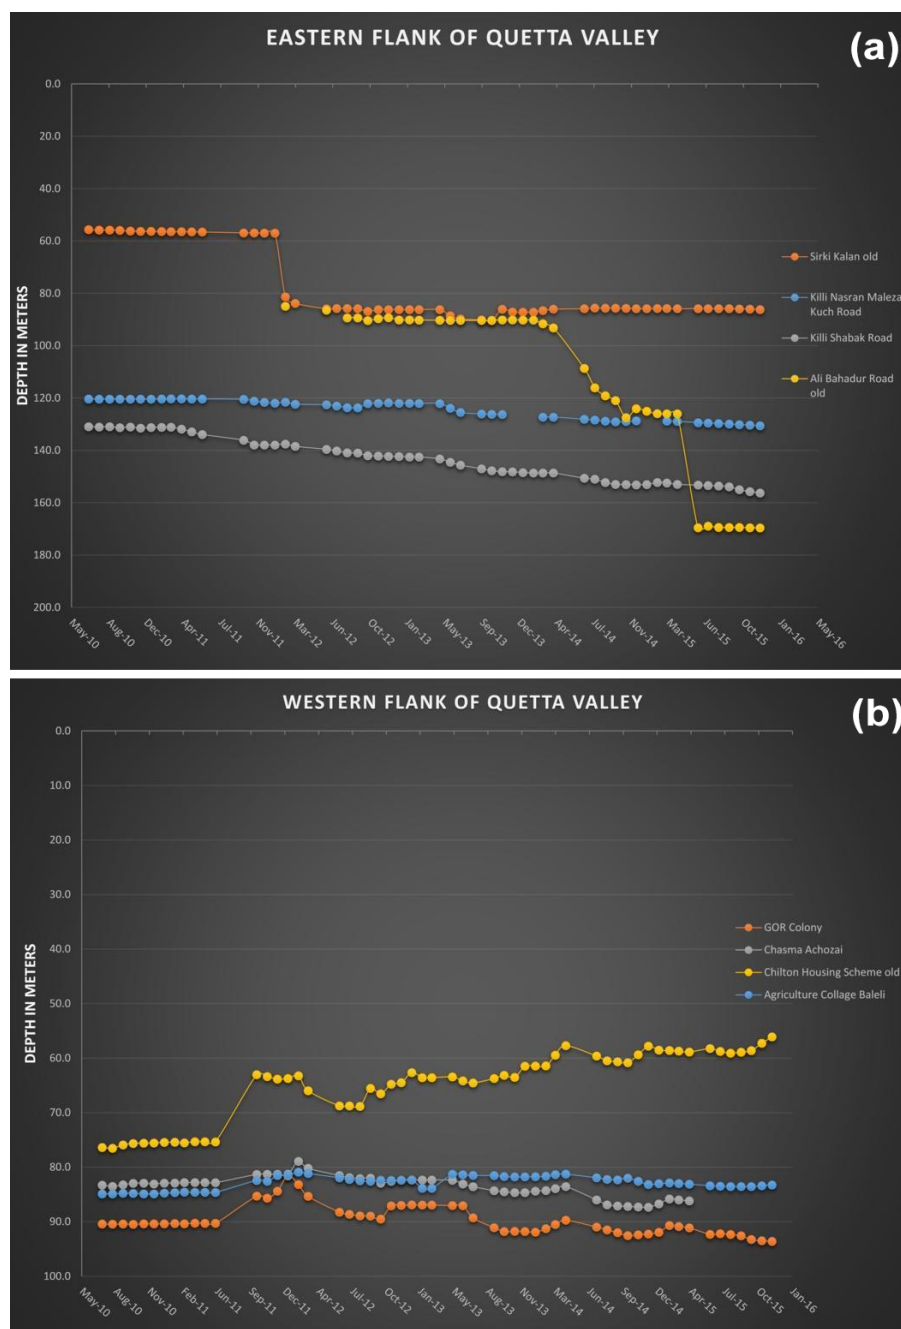 EASTERN FLANK OF QUETTA VALLEY
(a)
DEPTH IN METERS
0.0
20.0
40.0
60.0
80.0
100.0
120.0
140.0
160.0
180.0
200.0
Sirki Kalan old
Killi Nasran Maleza
Kuch Road
Killi Shabak Road
Ali Bahadur Road
old
May-10
Aug-10
Dec-10
Apr-11
Jul-11
Nov-11
Mar-12
Jun-12
Oct-12
Jan-13
May-13
Sep-13
Dec-13
Apr-14
Jul-14
Nov-14
Mar-15
Jun-15
Oct-15
Jan-16
May-16
WESTERN FLANK OF QUETTA VALLEY
(b)
DEPTH IN METERS
0.0
10.0
20.0
30.0
40.0
50.0
60.0
70.0
80.0
90.0
100.0
GOR Colony
Chasma Achozai
Chilton Housing Scheme old
Agriculture Collage Baleli
May-10
Aug-10
Nov-10
Feb-11
Jun-11
Sep-11
Dec-11
Apr-12
Jul-12
Oct-12
Jan-13
May-13
Aug-13
Nov-13
Mar-14
Jun-14
Sep-14
Dec-14
Apr-15
Jul-15
Oct-15
Jan-16